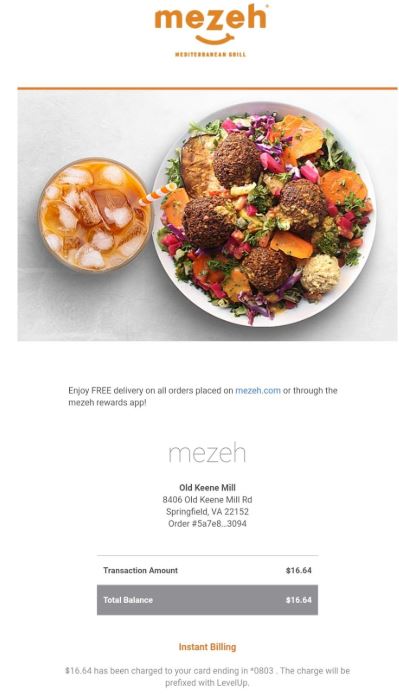 mezeh
MEDITERRANEAN GRILL
Enjoy FREE delivery on all orders placed on mezeh.com or through the
mezeh rewards app!
mezeh
Old Keene Mill
8406 Old Keene Mill Rd
Springfield, VA 22152
Order #5a7e8...3094
Transaction Amount $16.64
Total Balance $16.64
Instant Billing
$16.64 has been charged to your card ending in *0803 . The charge will be
prefixed with LevelUp.